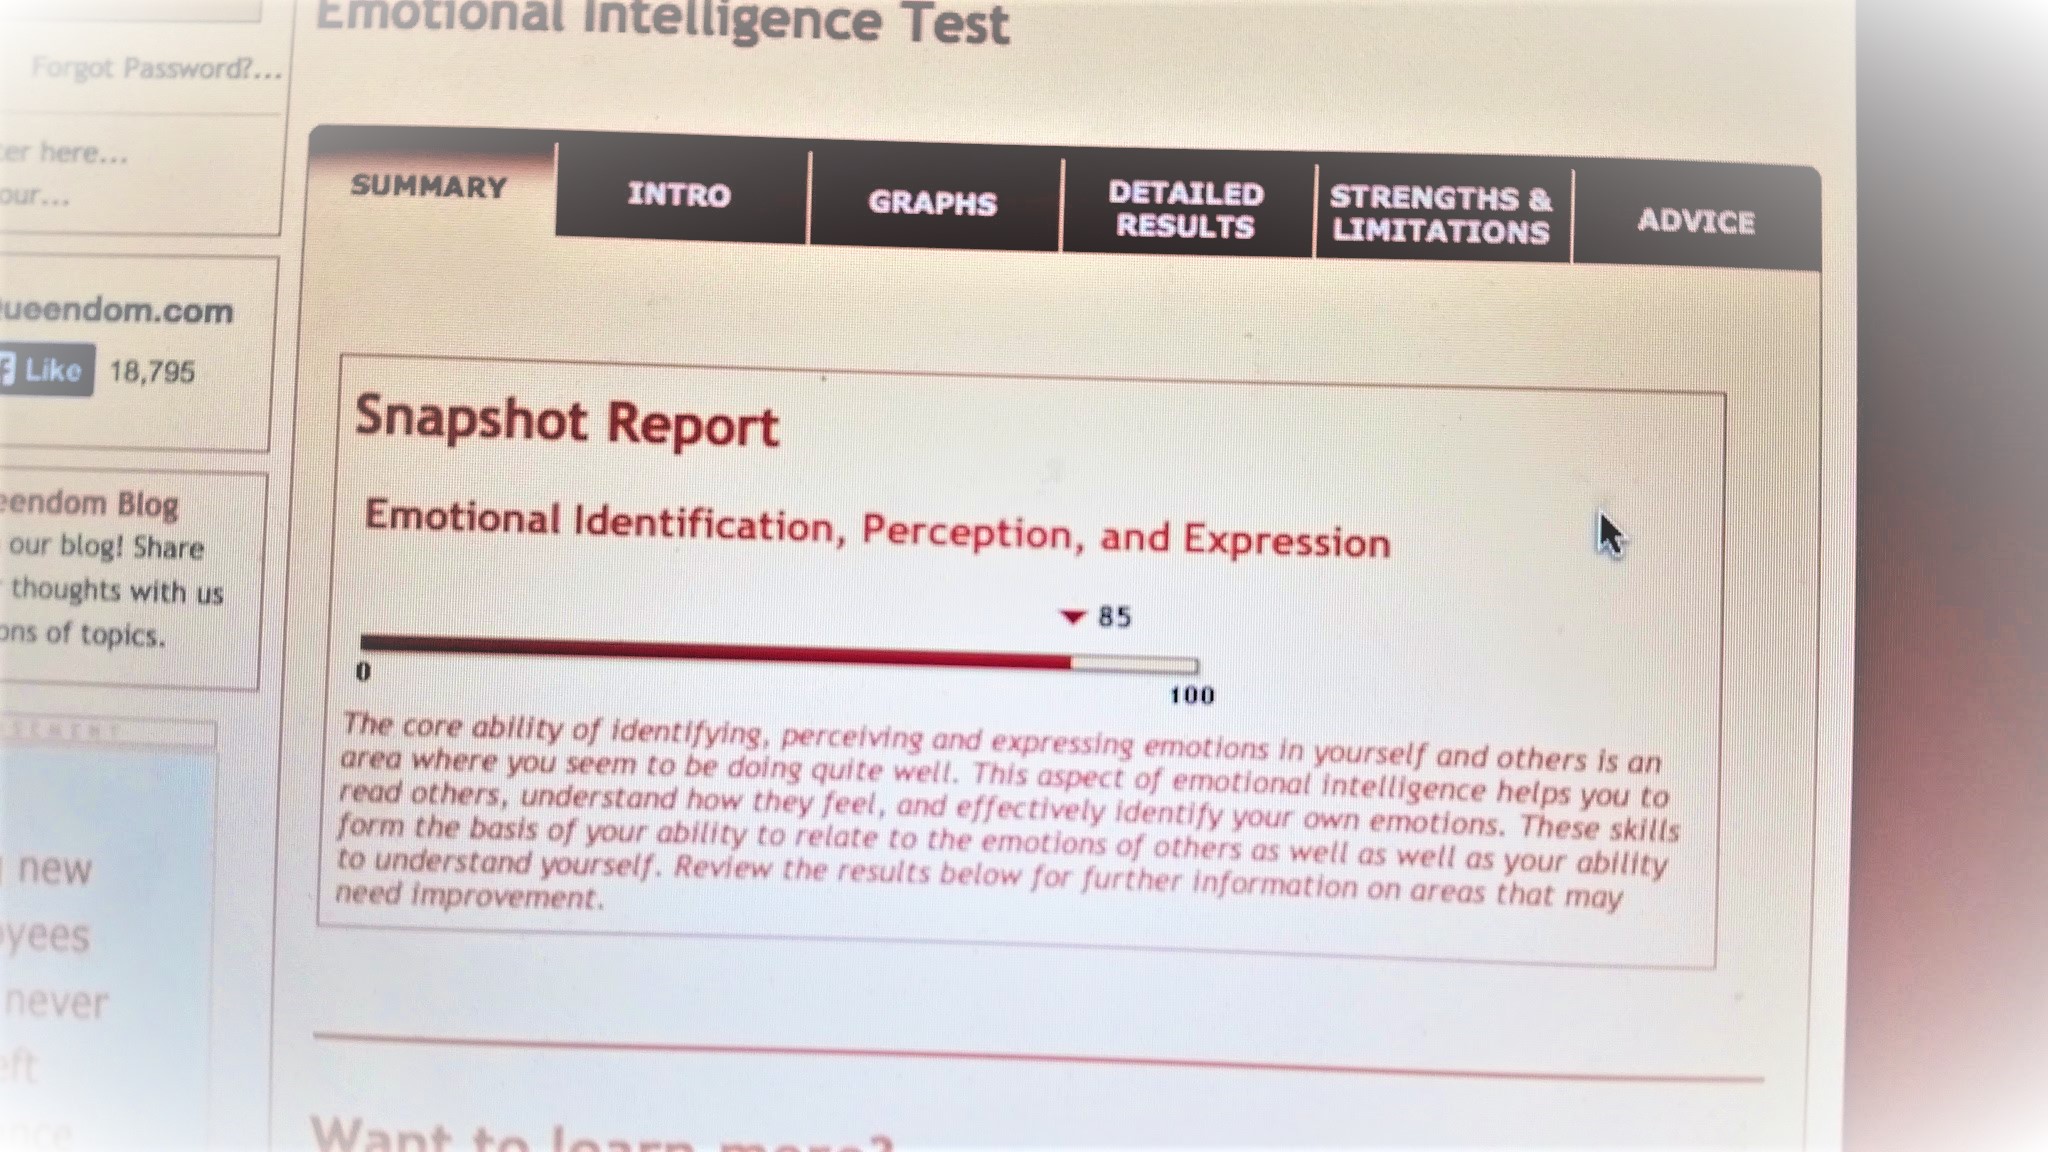 Emotional Intelligence Test
Forgot Password?...
here...
SUMMARY
INTRO
GRAPHS
DETAILED
RESULTS
STRENGTHS &
LIMITATIONS
ADVICE
ueendom.com
Like 18,795
eendom Blog
our blog! Share
thoughts with us
ons of topics.
new
yees
never
Snapshot Report
Emotional Identification, Perception, and Expression
85
0
100
The core ability of identifying, perceiving and expressing emotions in yourself and others is an
area where you seem to be doing quite well. This aspect of emotional intelligence helps you to
read others, understand how they feel, and effectively identify your own emotions. These skills
form the basis of your ability to relate to the emotions of others as well as well as your ability
to understand yourself. Review the results below for further information on areas that may
need improvement.
Want to learn more?